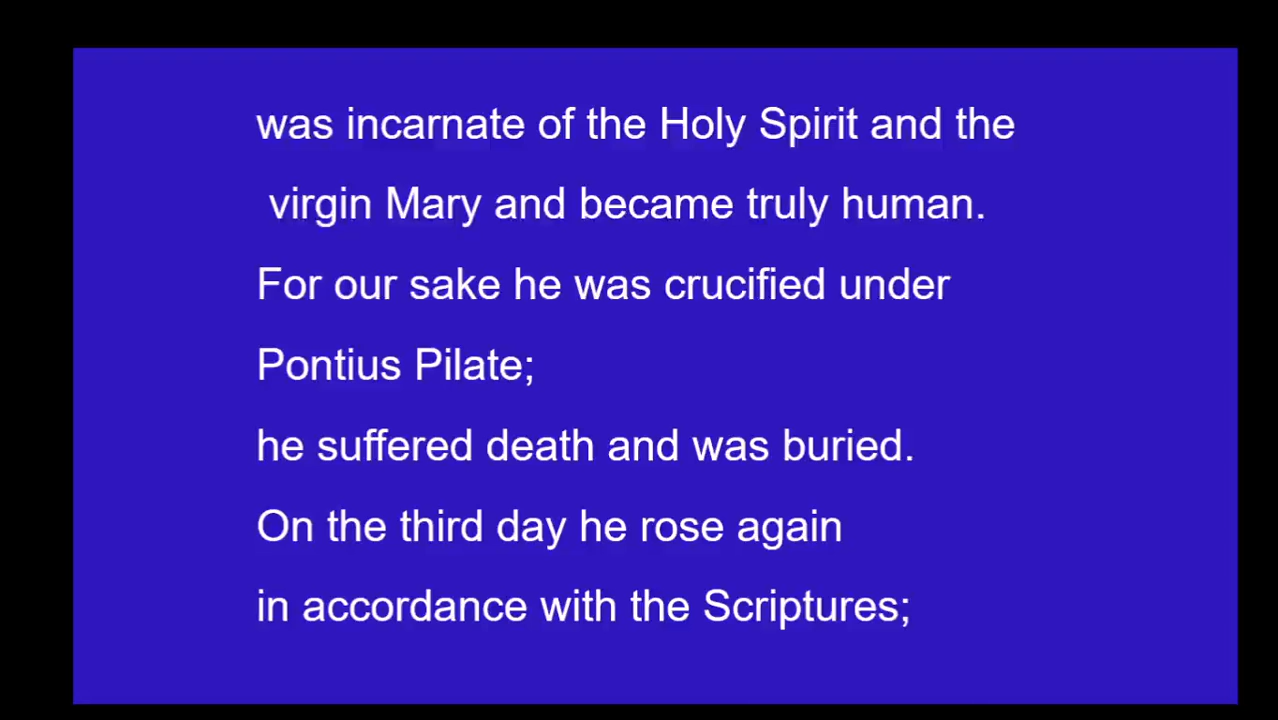 was incarnate of the Holy Spirit and the
virgin Mary and became truly human.
For our sake he was crucified under
Pontius Pilate;
he suffered death and was buried.
On the third day he rose again
in accordance with the Scriptures;